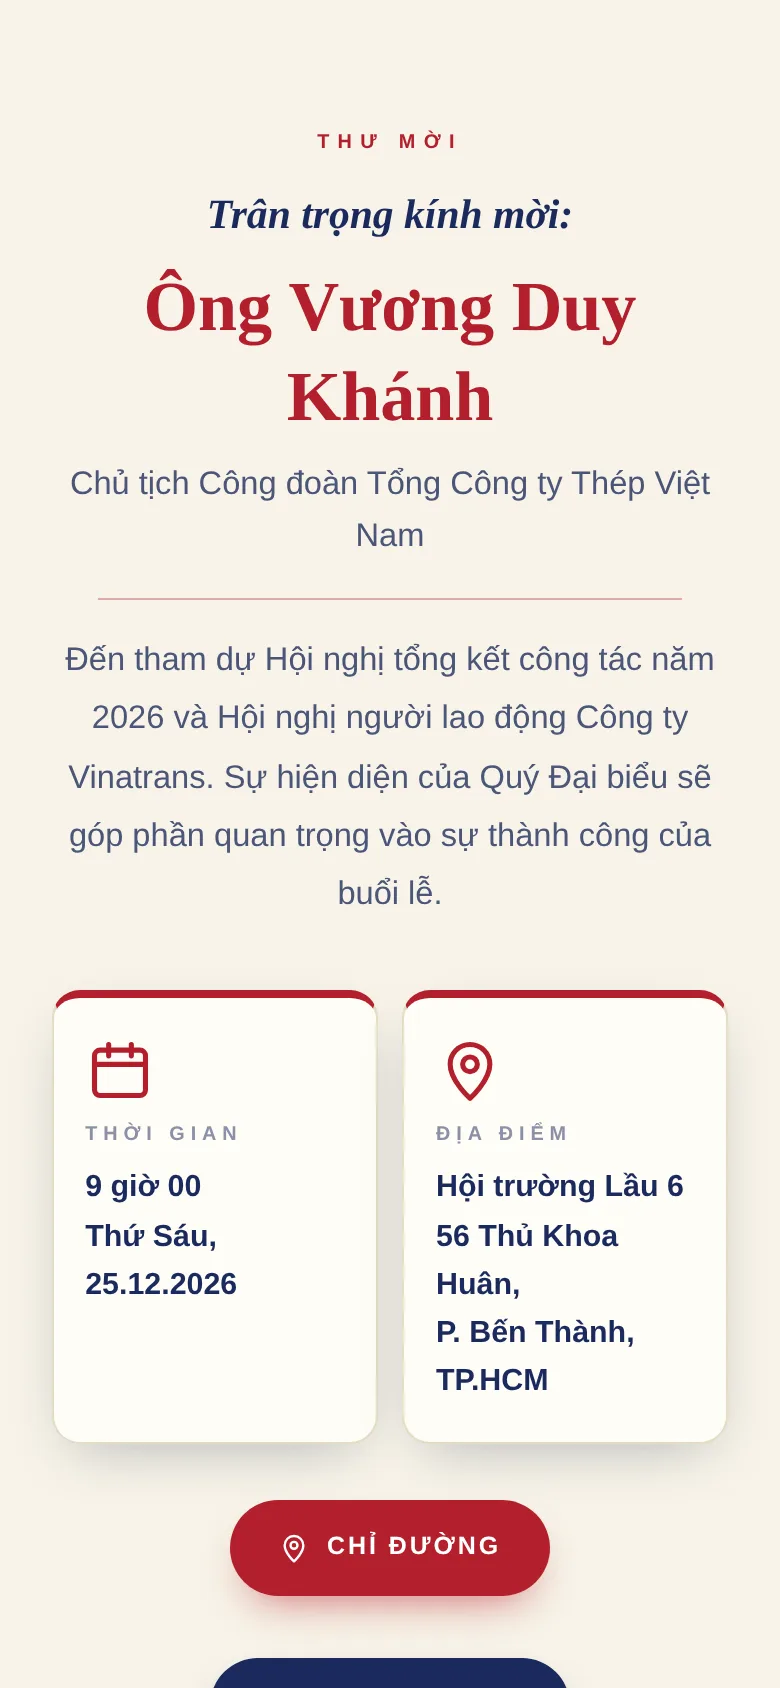 THƯ MỜI
Trân trọng kính mời:
Ông Vương Duy
Khánh
Chủ tịch Công đoàn Tổng Công ty Thép Việt
Nam
Đến tham dự Hội nghị tổng kết công tác năm
2026 và Hội nghị người lao động Công ty
Vinatrans. Sự hiện diện của Quý Đại biểu sẽ
góp phần quan trọng vào sự thành công của
buổi lễ.
THỜI GIAN
9 giờ 00
Thứ Sáu,
25.12.2026
ĐỊA ĐIỂM
Hội trường Lầu 6
56 Thủ Khoa
Huân,
P. Bến Thành,
TP.HCM
CHỈ ĐƯỜNG